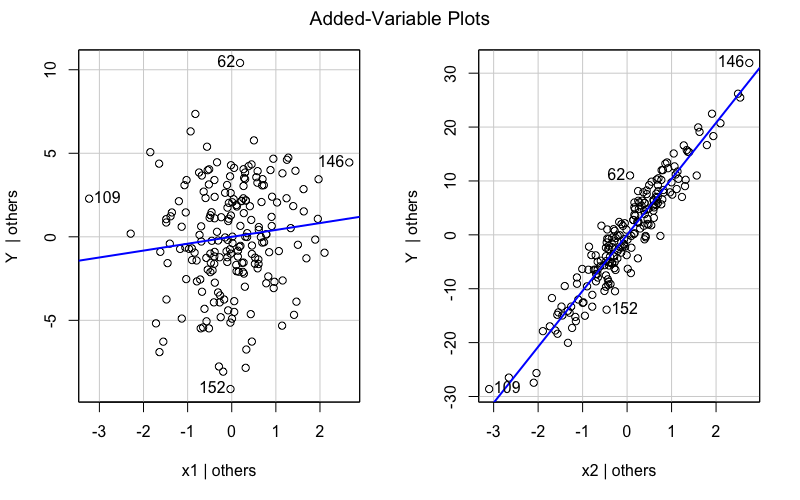 Added-Variable Plots
Y | others
10
5
0
-5
62
109
146
152
-3 -2 -1 0 1 2
x1 | others
Y | others
30
20
10
0
-10
-20
-30
146
62
152
109
-3 -2 -1 0 1 2
x2 | others